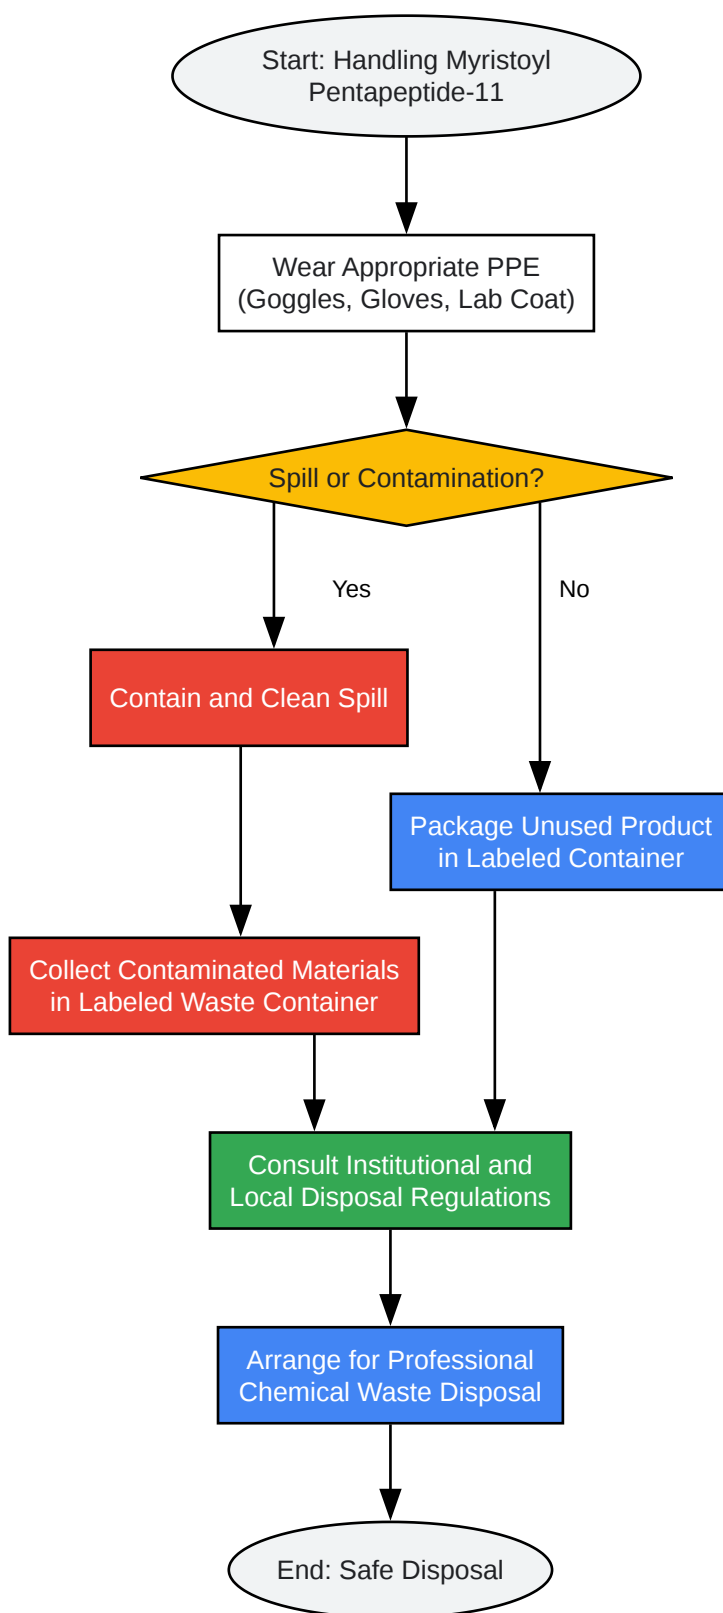 Start: Handling Myristoyl
Pentapeptide-11
Wear Appropriate PPE
(Goggles, Gloves, Lab Coat)
Spill or Contamination?
Yes
No
Contain and Clean Spill
Package Unused Product
in Labeled Container
Collect Contaminated Materials
in Labeled Waste Container
Consult Institutional and
Local Disposal Regulations
Arrange for Professional
Chemical Waste Disposal
End: Safe Disposal